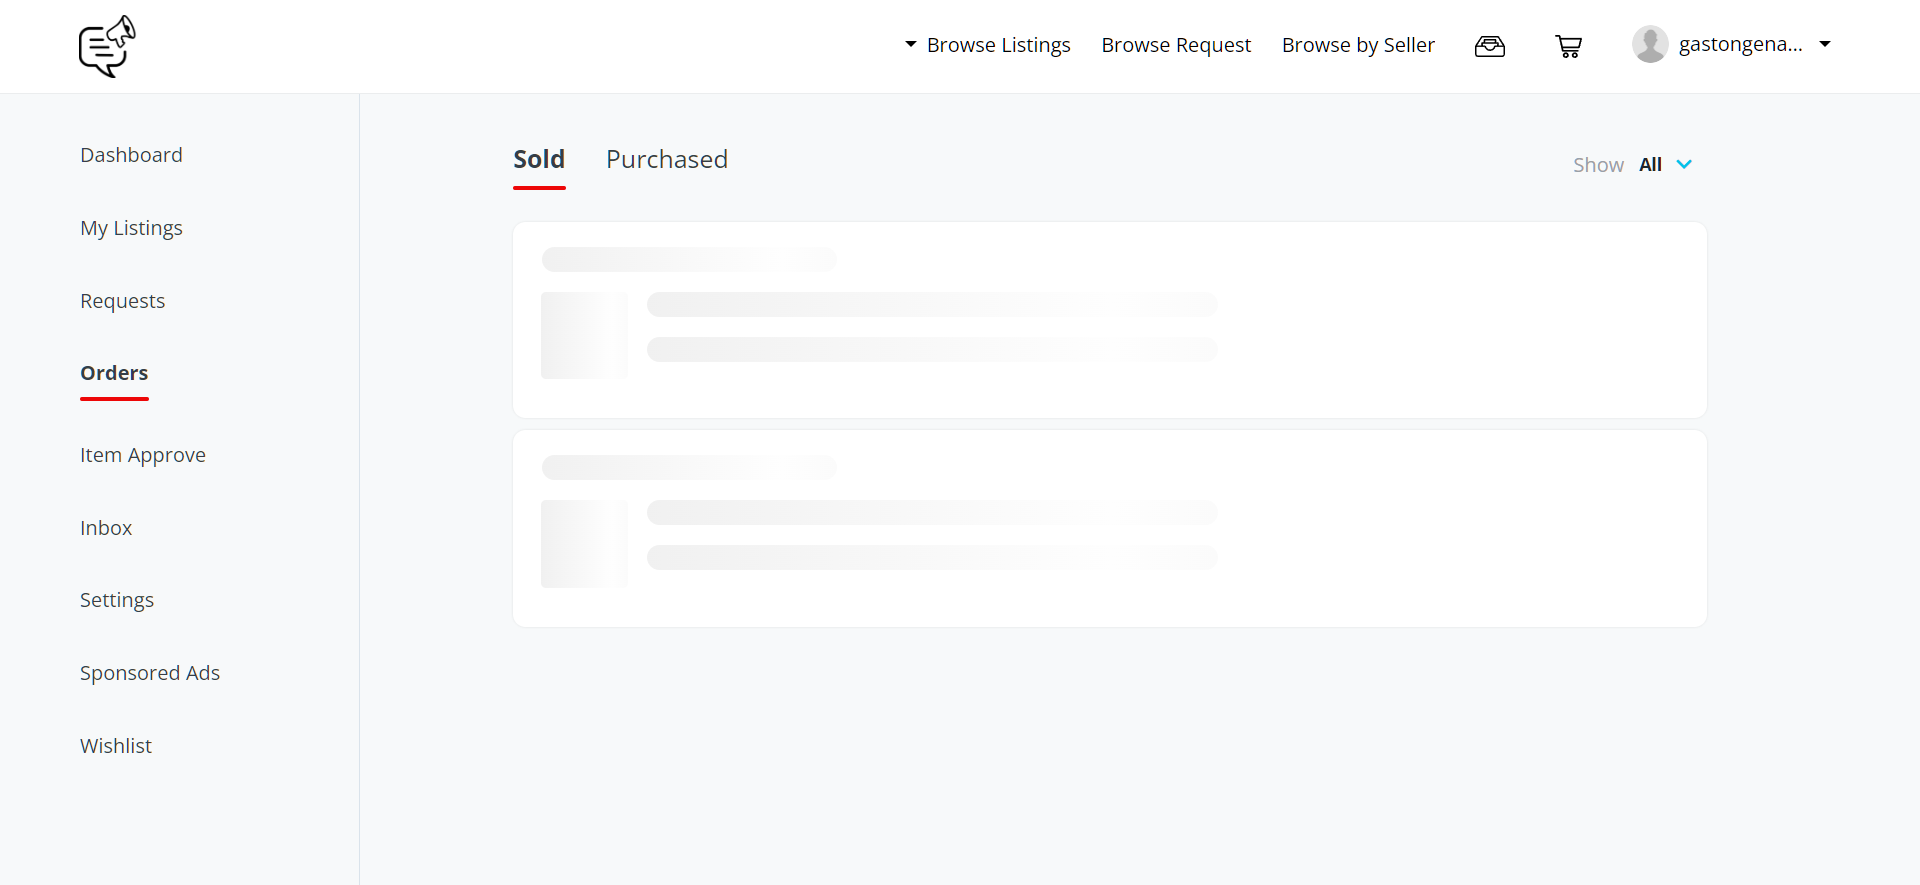 Browse Listings
Browse Request
Browse by Seller
gastongena...
Dashboard
My Listings
Requests
Orders
Item Approve
Inbox
Settings
Sponsored Ads
Wishlist
Sold
Purchased
Show All